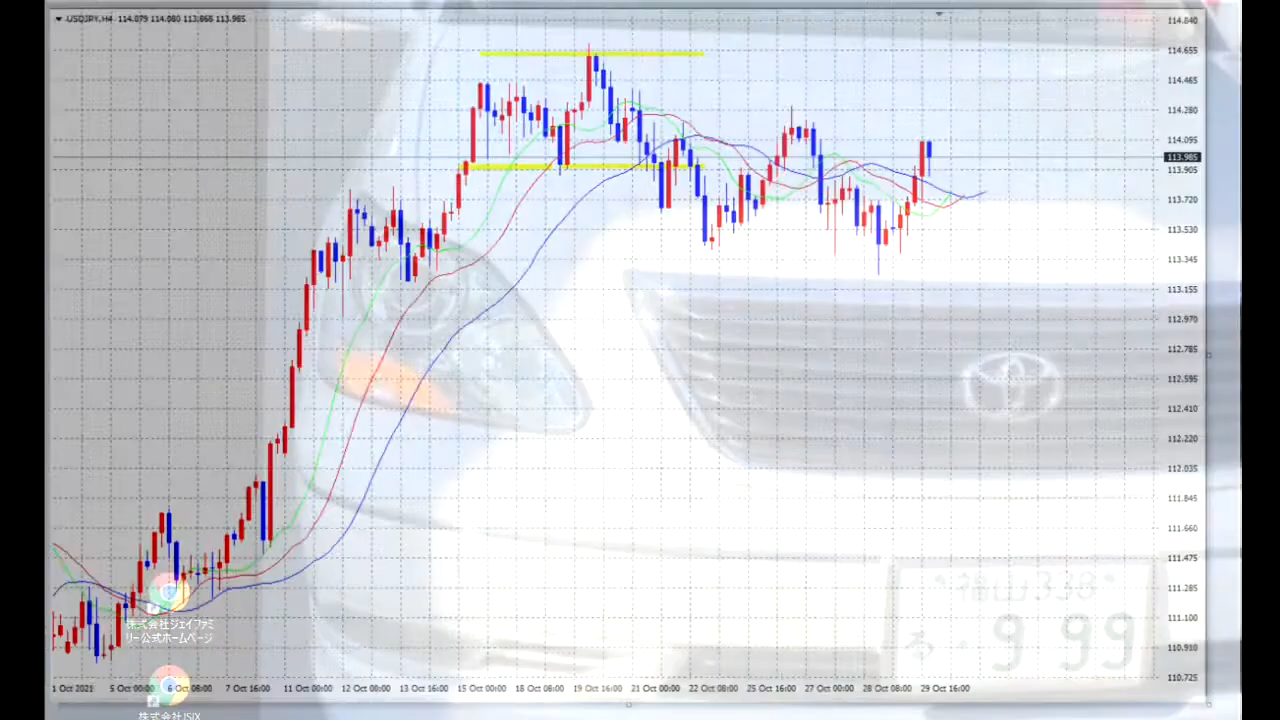 USDJPY,H4 114.079 114.080 113.868 113.985
114.840
114.655
114.465
114.280
114.095
113.985
113.905
113.720
113.530
113.345
113.155
112.970
112.785
112.595
112.410
112.220
112.035
111.845
111.660
111.475
111.285
111.100
110.910
110.725
福山 338
る ・9 99
株式会社ジェイファミ
リー公式ホームページ
1 Oct 2021
5 Oct 00:00
6 Oct 08:00
7 Oct 16:00
11 Oct 00:00
12 Oct 00:00
13 Oct 16:00
15 Oct 00:00
18 Oct 08:00
19 Oct 16:00
21 Oct 00:00
22 Oct 08:00
25 Oct 16:00
27 Oct 00:00
28 Oct 08:00
29 Oct 16:00
株式会社JSIX